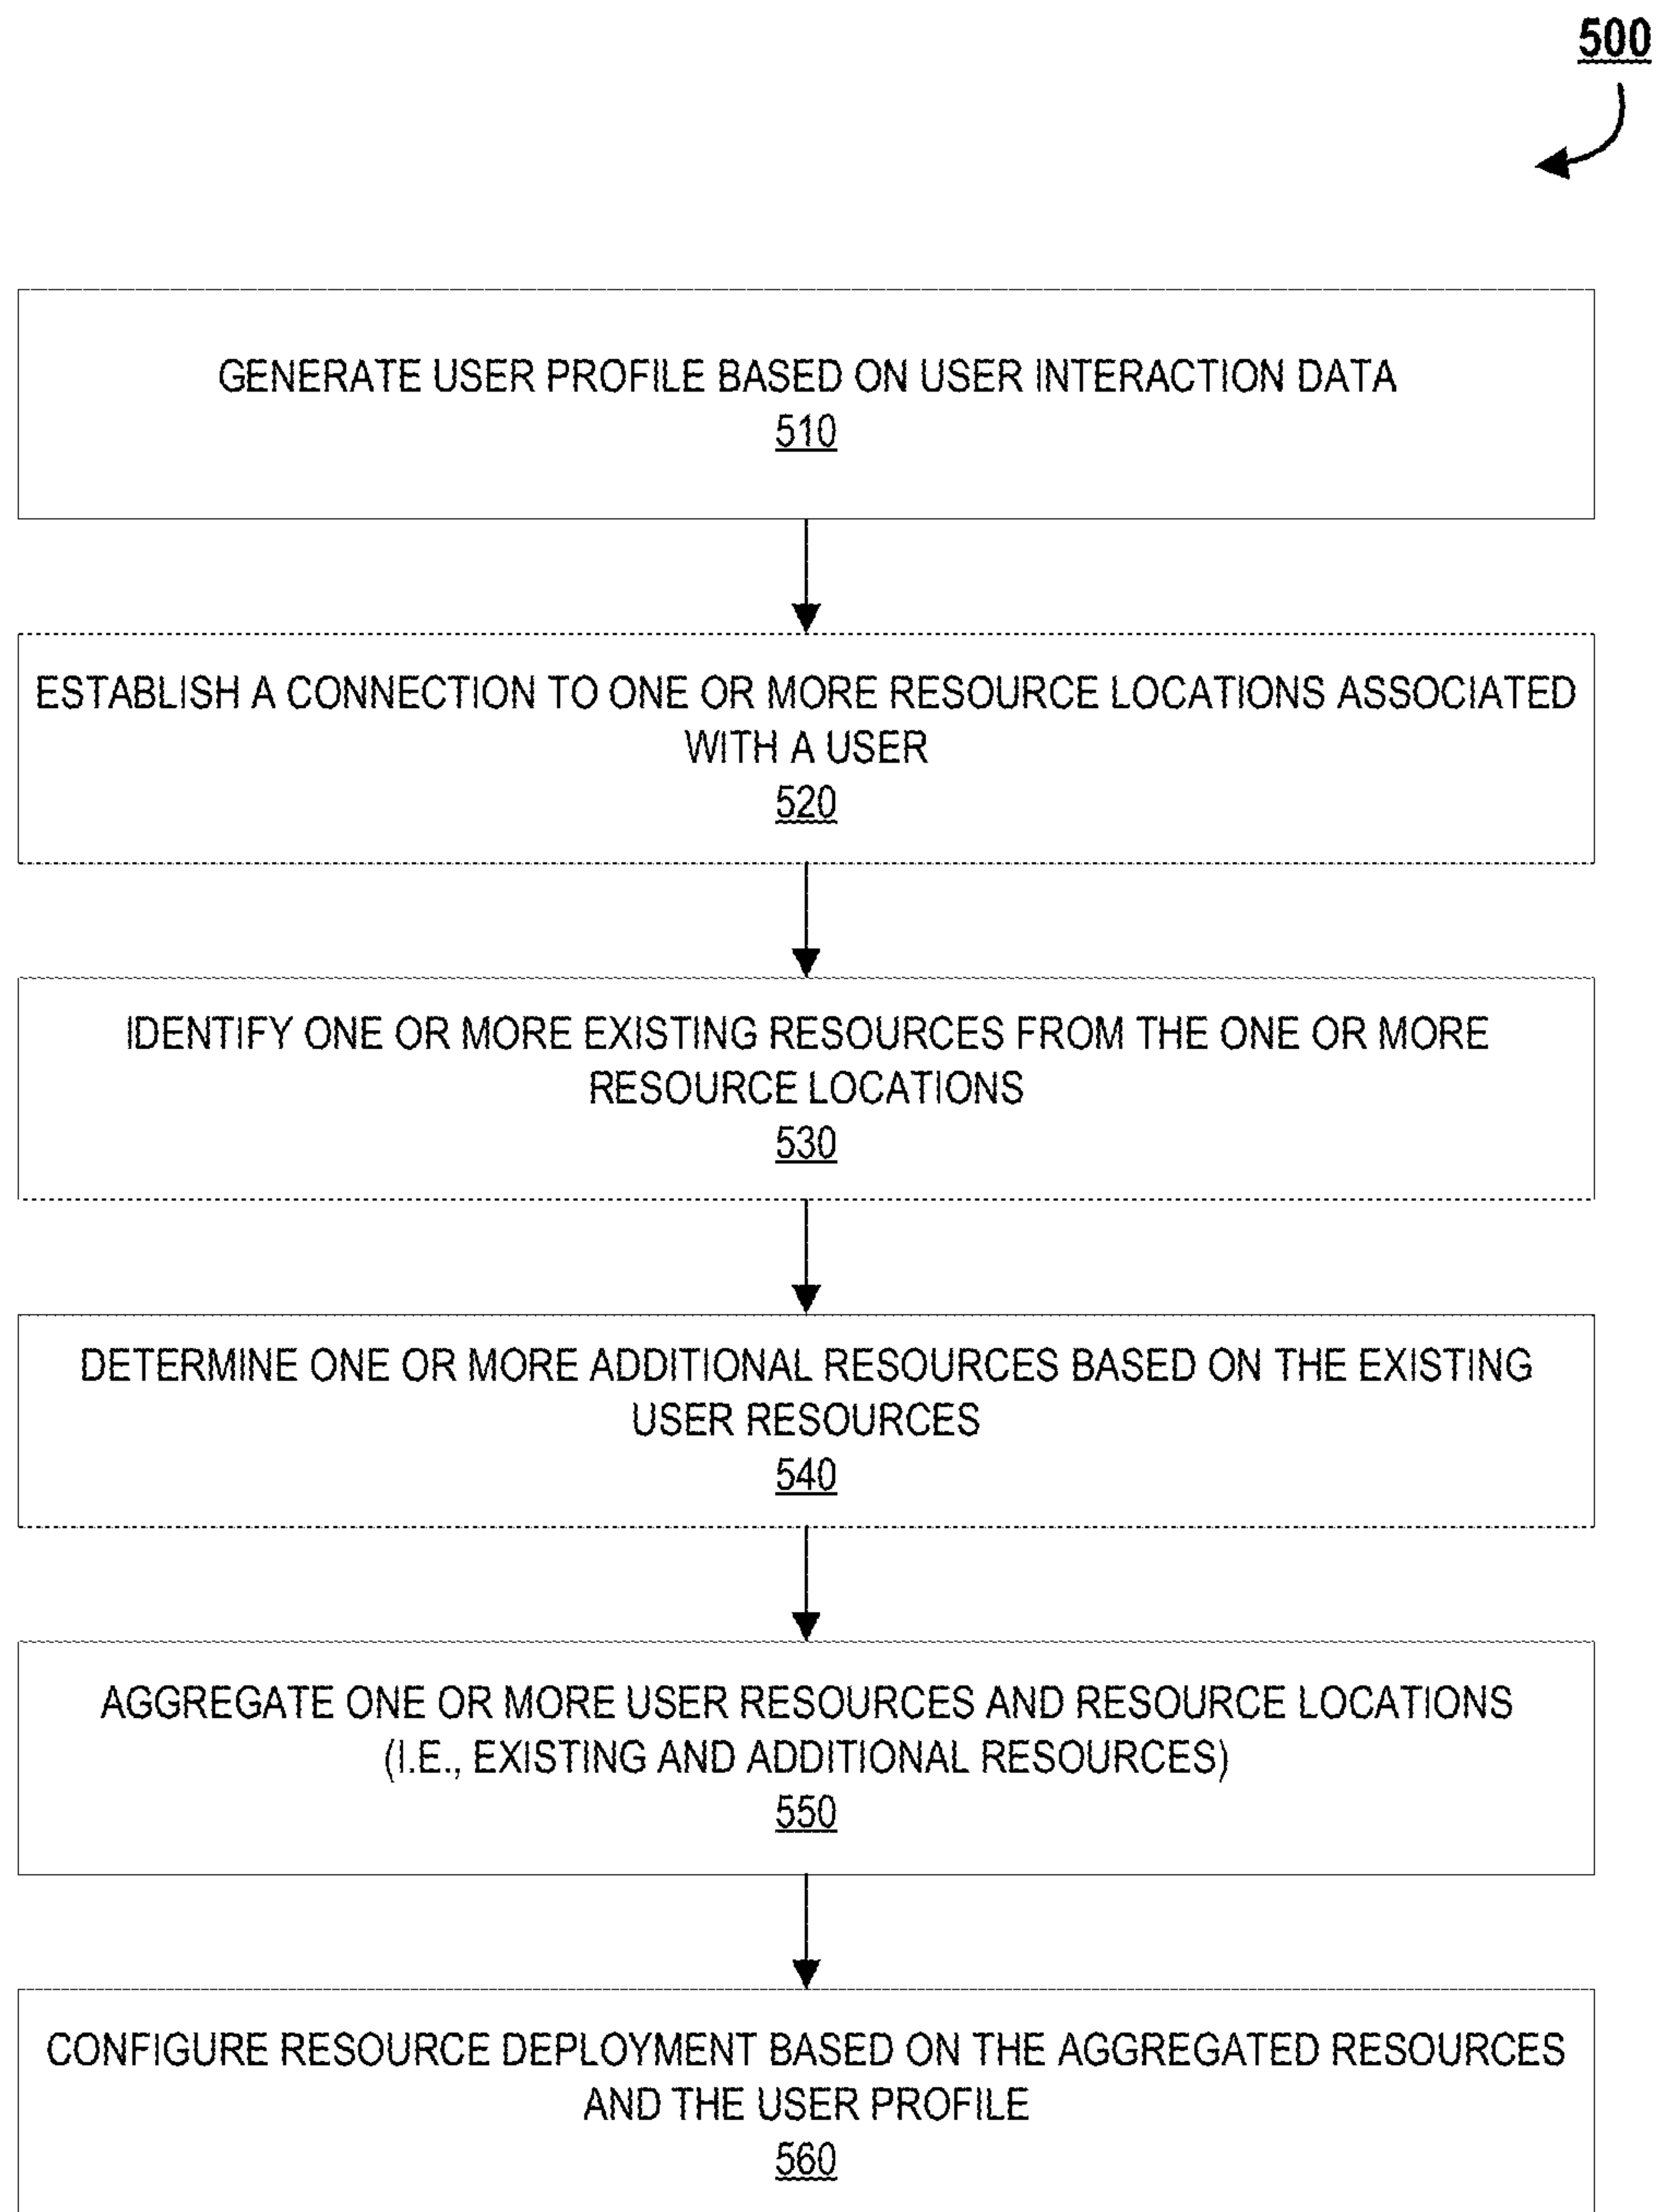 500
GENERATE USER PROFILE BASED ON USER INTERACTION DATA
510
ESTABLISH A CONNECTION TO ONE OR MORE RESOURCE LOCATIONS ASSOCIATED
WITH A USER
520
IDENTIFY ONE OR MORE EXISTING RESOURCES FROM THE ONE OR MORE
RESOURCE LOCATIONS
530
DETERMINE ONE OR MORE ADDITIONAL RESOURCES BASED ON THE EXISTING
USER RESOURCES
540
AGGREGATE ONE OR MORE USER RESOURCES AND RESOURCE LOCATIONS
(I.E., EXISTING AND ADDITIONAL RESOURCES)
550
CONFIGURE RESOURCE DEPLOYMENT BASED ON THE AGGREGATED RESOURCES
AND THE USER PROFILE
560